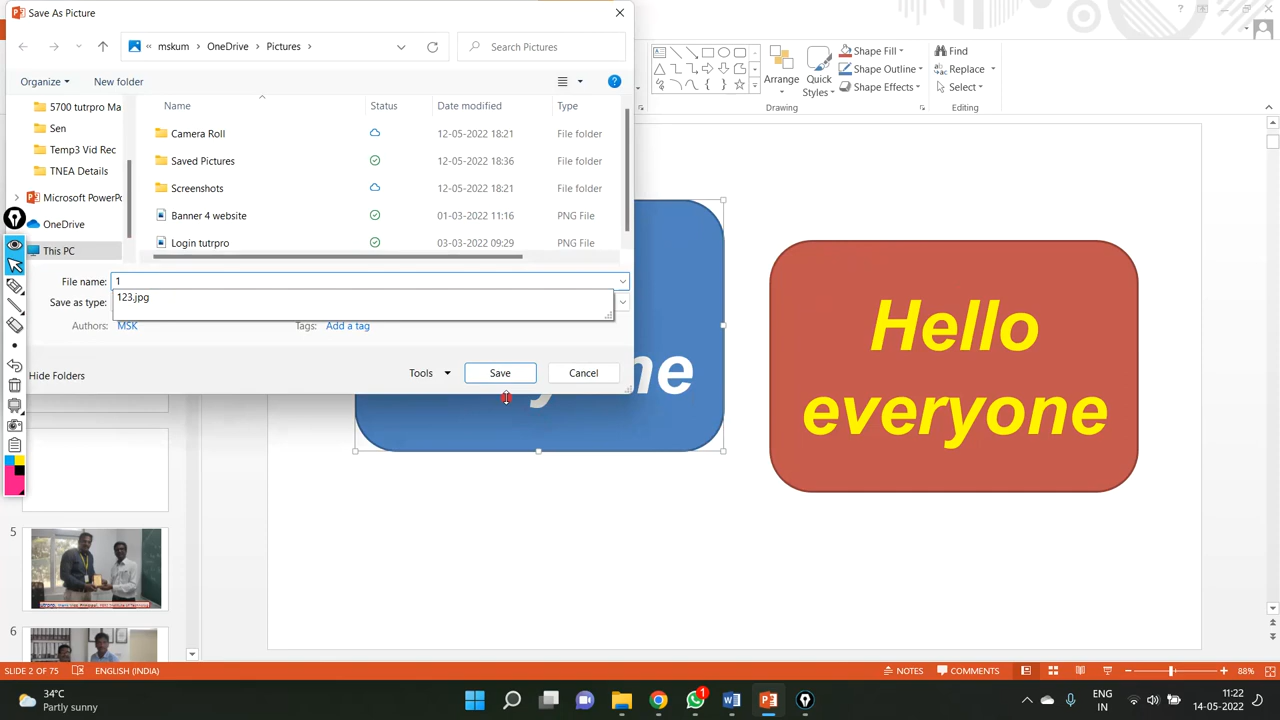 Save As Picture
mskum
OneDrive
Pictures
Search Pictures
Organize
New folder
Name
Status
Date modified
Type
5700 tutrpro Ma
Sen
Temp3 Vid Rec
TNEA Details
Microsoft PowerPo
OneDrive
This PC
Camera Roll
12-05-2022 18:21
File folder
Saved Pictures
12-05-2022 18:36
File folder
Screenshots
12-05-2022 18:21
File folder
Banner 4 website
01-03-2022 11:16
PNG File
Login tutrpro
03-03-2022 09:29
PNG File
File name:
1
123.jpg
Save as type:
Authors:
MSK
Tags:
Add a tag
Hide Folders
Tools
Save
Cancel
Arrange
Quick
Styles
Shape Fill
Shape Outline
Shape Effects
Drawing
Find
Replace
Select
Editing
Hello
everyone
5
6
SLIDE 2 OF 75
ENGLISH (INDIA)
NOTES
COMMENTS
88%
34°C
Partly sunny
1
ENG
IN
11:22
14-05-2022